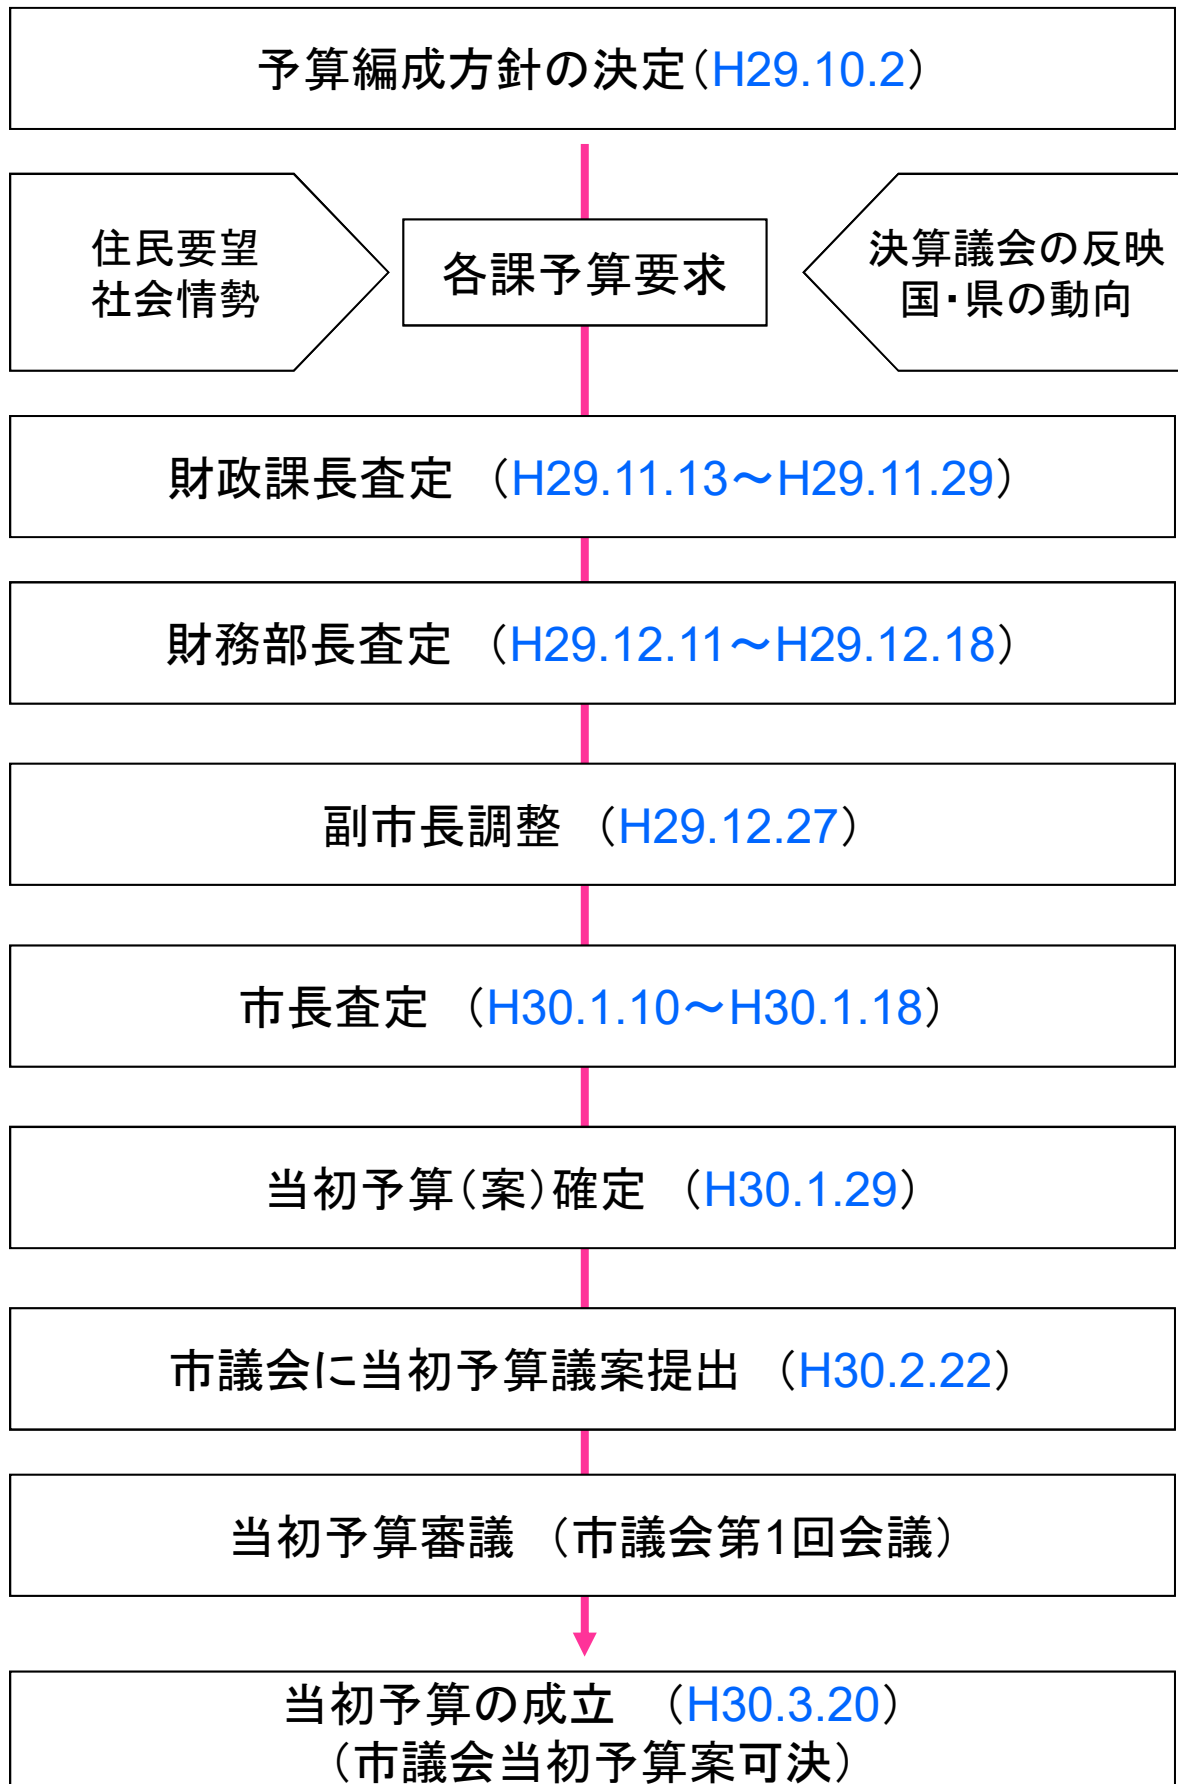 予算編成方針の決定（H29.10.2）
住民要望
社会情勢
各課予算要求
決算議会の反映
国・県の動向
財政課長査定　（H29.11.13～H29.11.29）
財務部長査定　（H29.12.11～H29.12.18）
副市長調整　（H29.12.27）
市長査定　（H30.1.10～H30.1.18）
当初予算（案）確定　（H30.1.29）
市議会に当初予算議案提出　（H30.2.22）
当初予算審議　（市議会第1回会議）
当初予算の成立　（H30.3.20）
（市議会当初予算案可決）